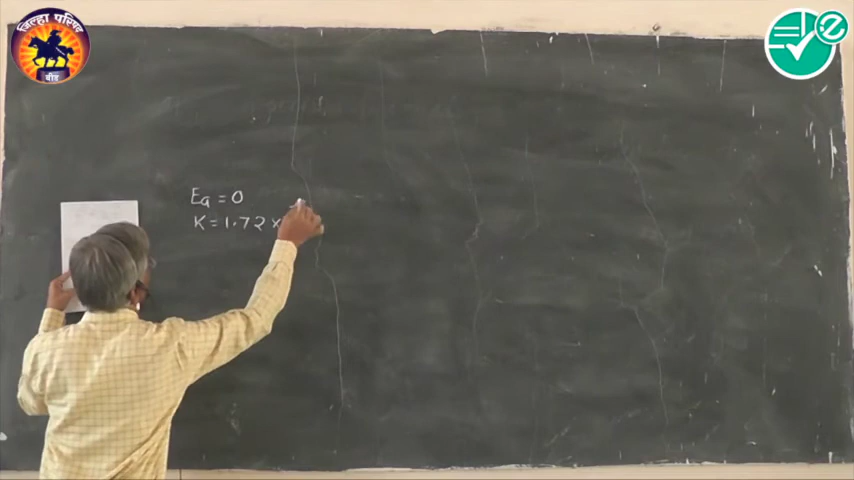 जिल्हा परिषद
बीड
e
Ea = 0
K = 1.72 ×